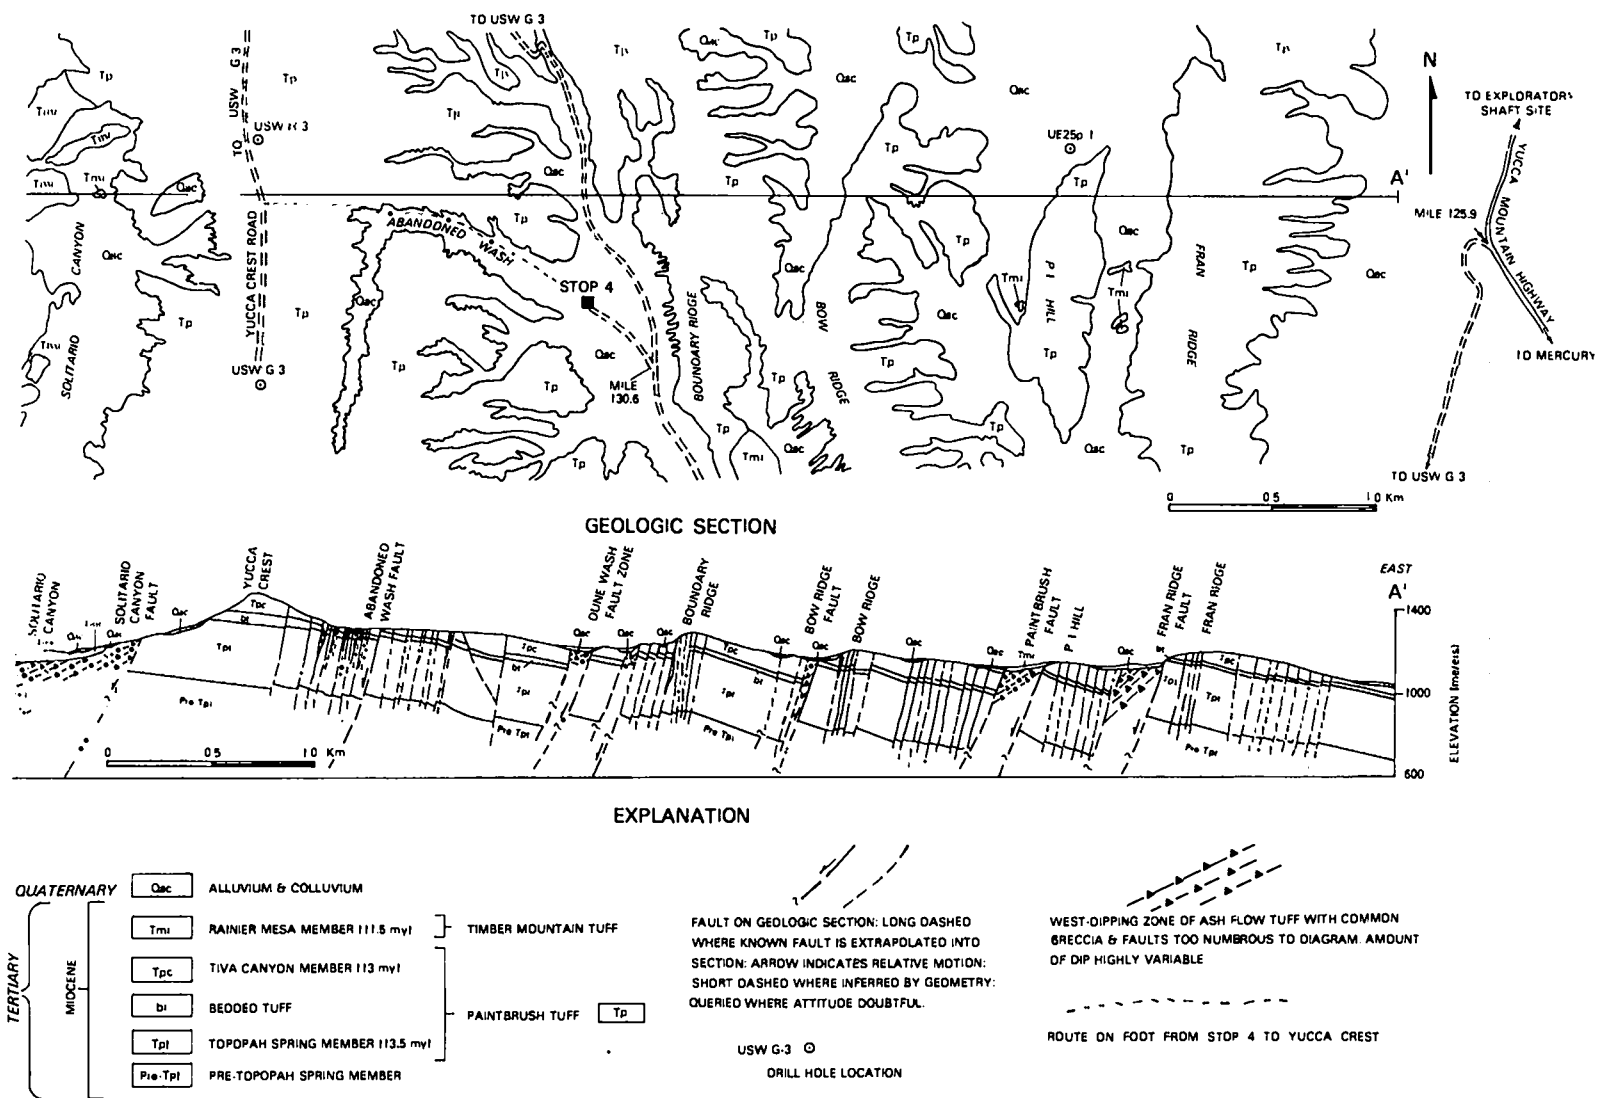 TO USW G 3
N
TO EXPLORATORY
SHAFT SITE
YUCCA MOUNTAIN HIGHWAY
MILE 125.9
TO MERCURY
TO USW G 3
A'
TO USW G 3
USW H 3
YUCCA CREST ROAD
USW G 3
SOLITARIO CANYON
ABANDONED WASH
STOP 4
MILE
130.6
BOUNDARY RIDGE
BOW RIDGE
UE25p 1
P I HILL
FRAN RIDGE
Tp
Qac
Tmr
0 0 5 1 0 Km
GEOLOGIC SECTION
SOLITARIO
CANYON
SOLITARIO
CANYON
FAULT
YUCCA
CREST
ABANDONED
WASH FAULT
DUNE WASH
FAULT ZONE
BOUNDARY
RIDGE
BOW RIDGE
FAULT
BOW RIDGE
PAINTBRUSH
FAULT
P I HILL
FRAN RIDGE
FAULT
FRAN RIDGE
EAST
A'
1400
1000
600
ELEVATION (meters)
Qac
Tpc
bt
Tpt
Pre Tpt
0 0 5 1 0 Km
EXPLANATION
QUATERNARY
TERTIARY
MIOCENE
Qac ALLUVIUM & COLLUVIUM
Tmr RAINIER MESA MEMBER (11.5 my)
TIMBER MOUNTAIN TUFF
Tpc TIVA CANYON MEMBER (13 my)
bt BEDDED TUFF
PAINTBRUSH TUFF Tp
Tpt TOPOPAH SPRING MEMBER (13.5 my)
Pre-Tpt PRE-TOPOPAH SPRING MEMBER
FAULT ON GEOLOGIC SECTION: LONG DASHED
WHERE KNOWN FAULT IS EXTRAPOLATED INTO
SECTION: ARROW INDICATES RELATIVE MOTION:
SHORT DASHED WHERE INFERRED BY GEOMETRY:
QUERIED WHERE ATTITUDE DOUBTFUL.
USW G-3
DRILL HOLE LOCATION
WEST-DIPPING ZONE OF ASH FLOW TUFF WITH COMMON
BRECCIA & FAULTS TOO NUMEROUS TO DIAGRAM. AMOUNT
OF DIP HIGHLY VARIABLE
ROUTE ON FOOT FROM STOP 4 TO YUCCA CREST